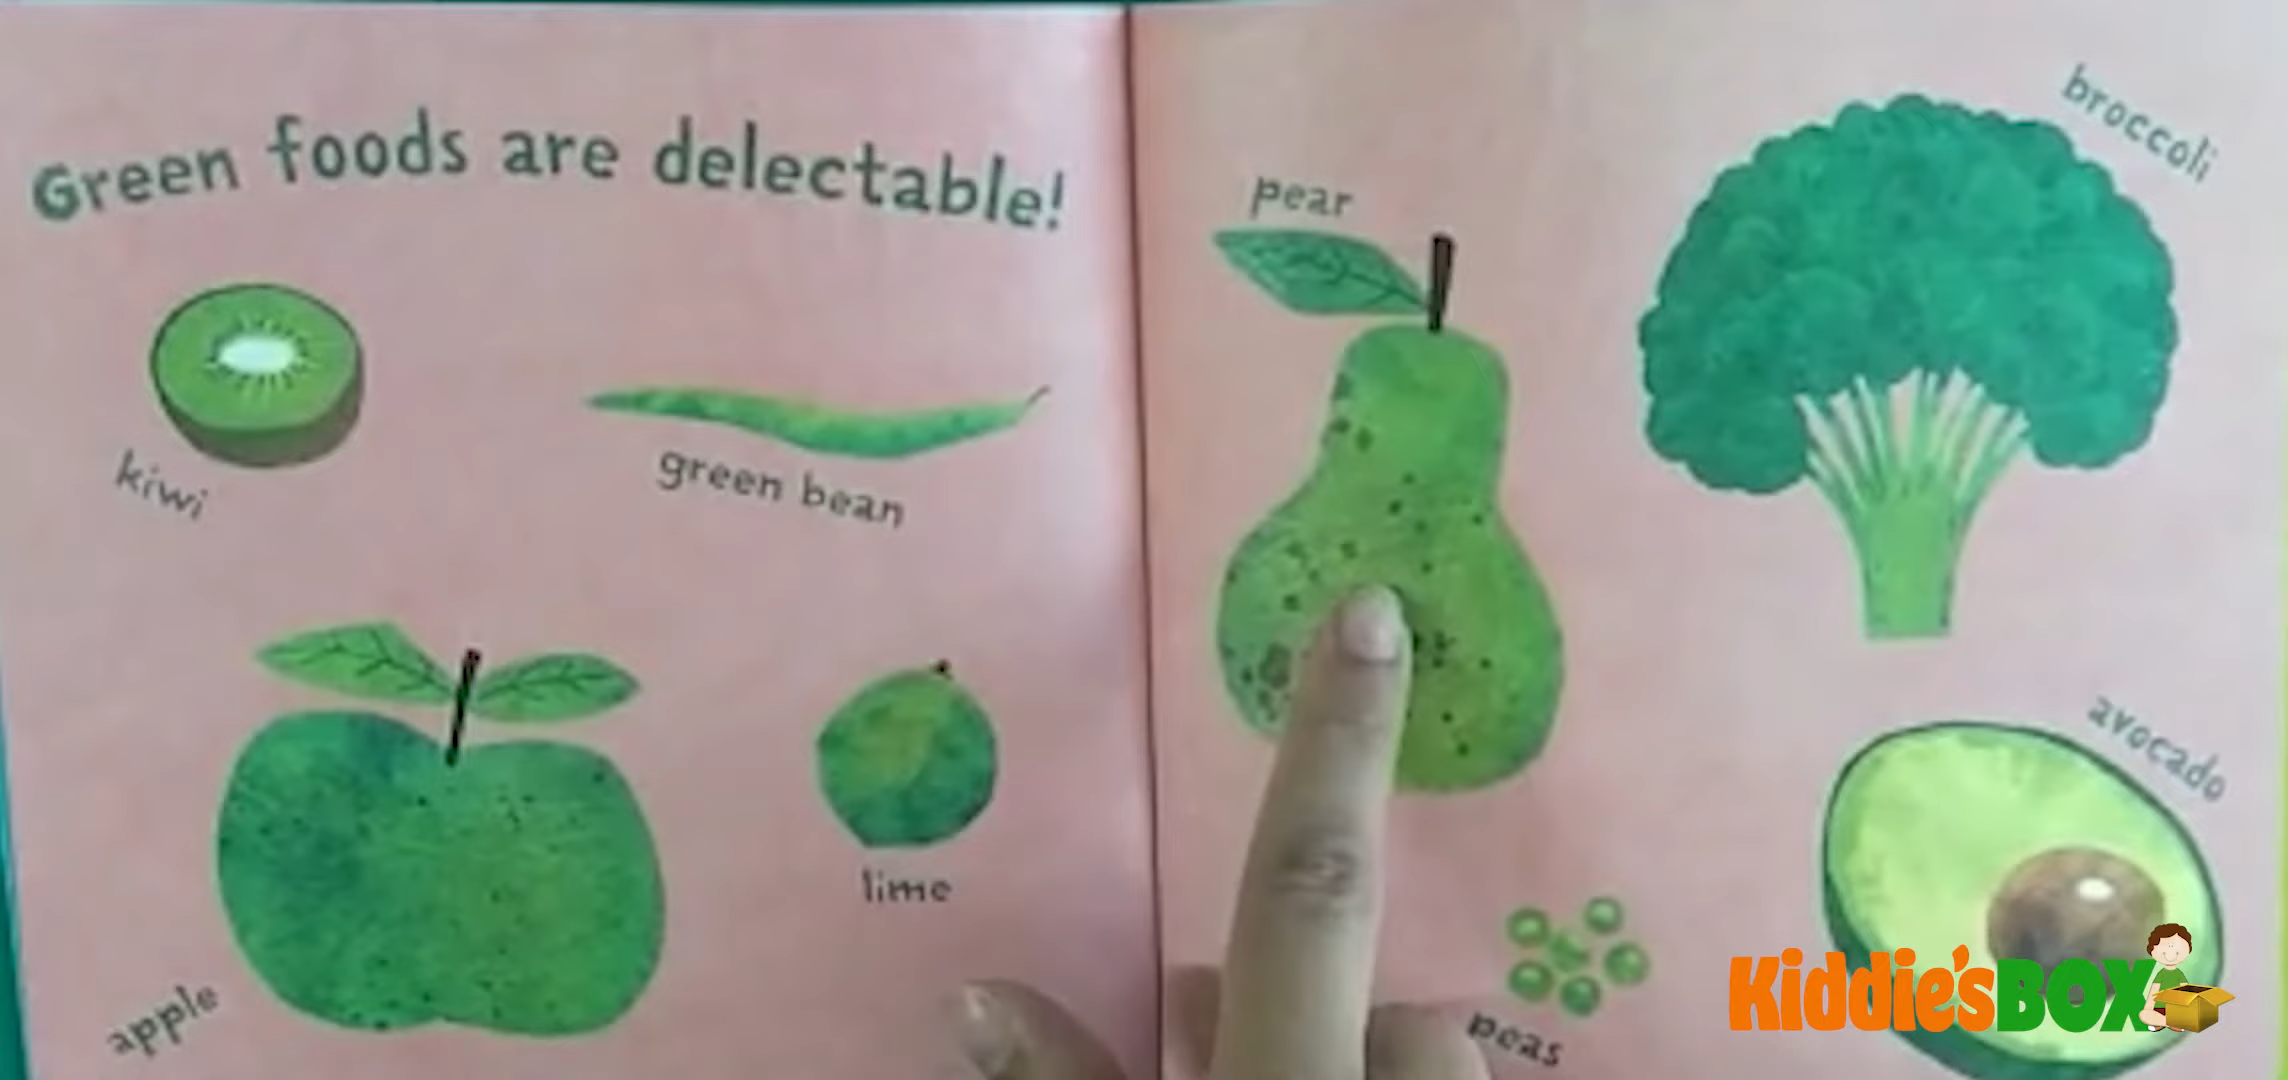 Green foods are delectable!
kiwi
green bean
apple
lime
pear
broccoli
avocado
peas
Kiddie'sBOX